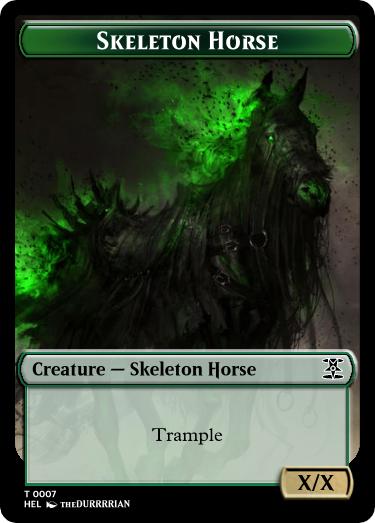 Skeleton Horse
Creature — Skeleton Horse
Trample
X/X
T 0007
HEL theDURRRRIAN